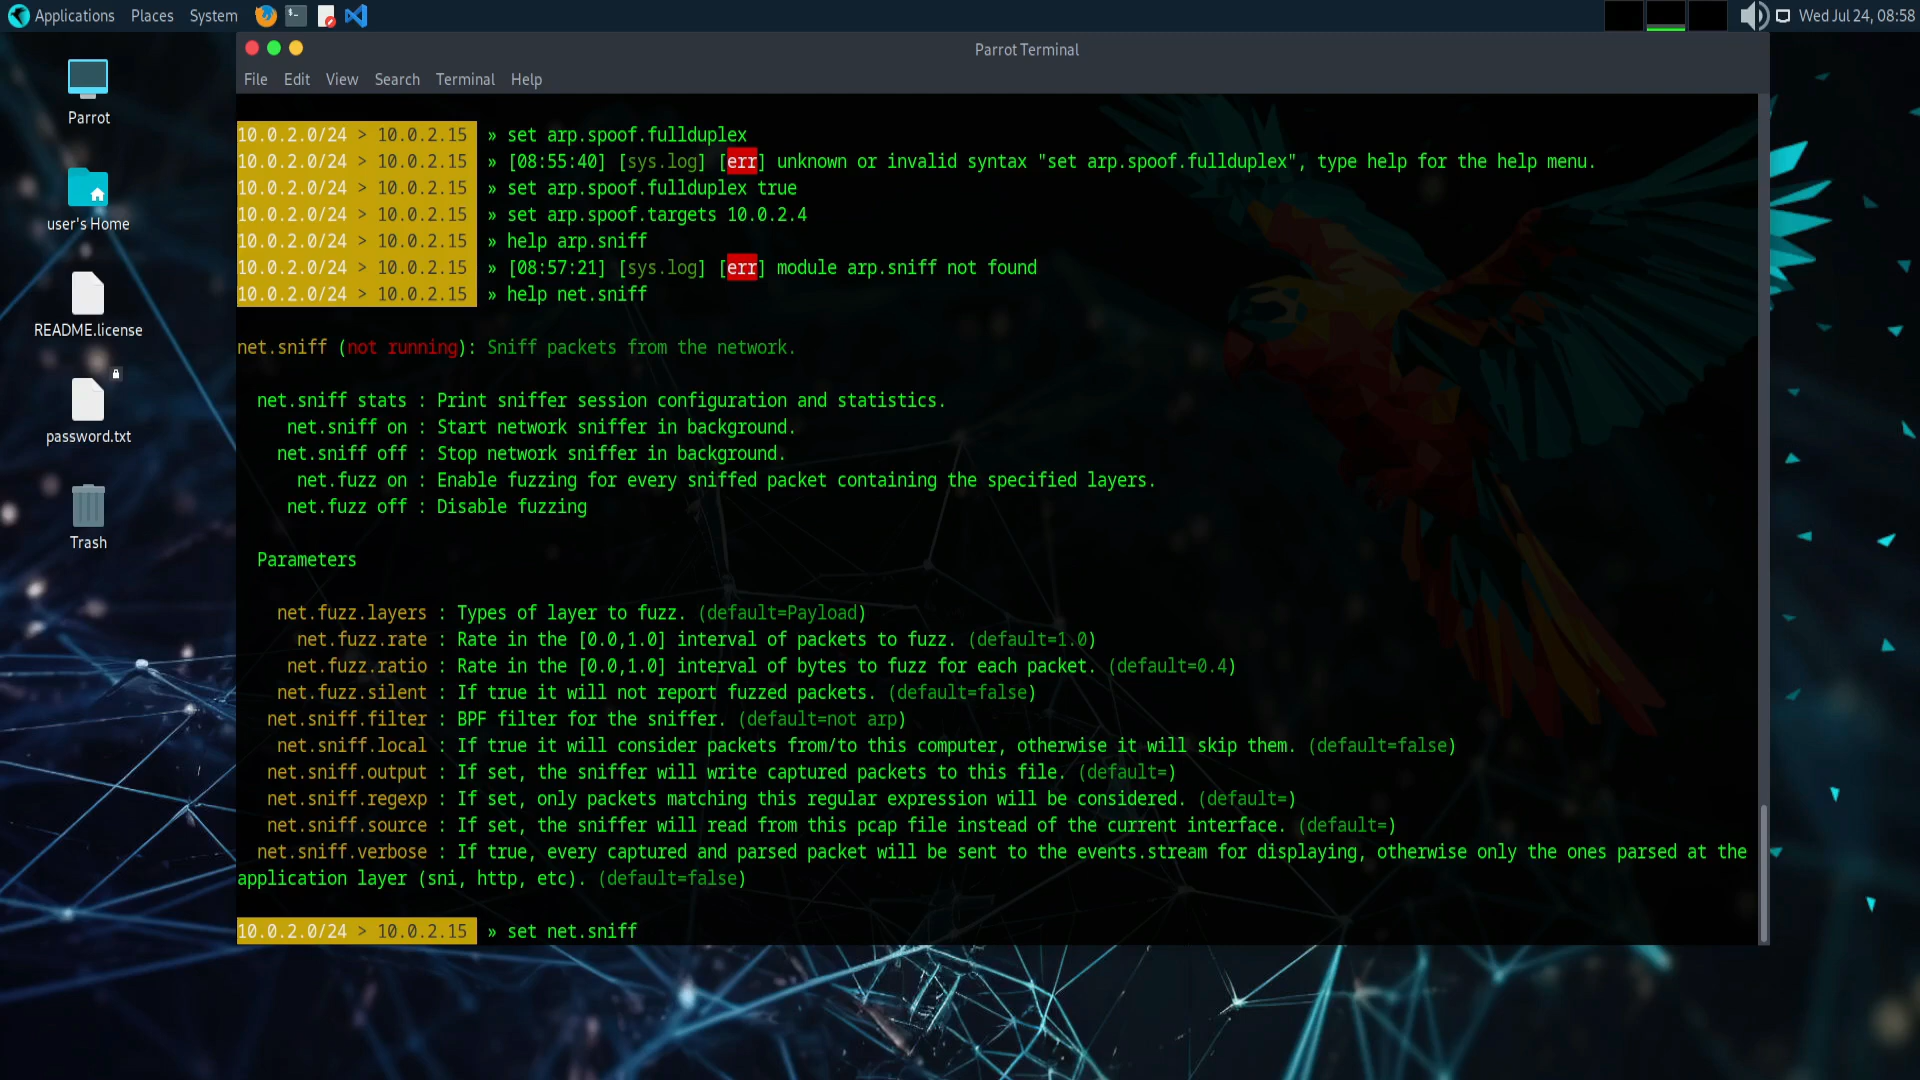 Applications Places System Wed Jul 24, 08:58
Parrot Terminal
File Edit View Search Terminal Help
Parrot
user's Home
README.license
password.txt
Trash
10.0.2.0/24 > 10.0.2.15 » set arp.spoof.fullduplex
10.0.2.0/24 > 10.0.2.15 » [08:55:40] [sys.log] [err] unknown or invalid syntax "set arp.spoof.fullduplex", type help for the help menu.
10.0.2.0/24 > 10.0.2.15 » set arp.spoof.fullduplex true
10.0.2.0/24 > 10.0.2.15 » set arp.spoof.targets 10.0.2.4
10.0.2.0/24 > 10.0.2.15 » help arp.sniff
10.0.2.0/24 > 10.0.2.15 » [08:57:21] [sys.log] [err] module arp.sniff not found
10.0.2.0/24 > 10.0.2.15 » help net.sniff
net.sniff (not running): Sniff packets from the network.
net.sniff stats : Print sniffer session configuration and statistics.
net.sniff on : Start network sniffer in background.
net.sniff off : Stop network sniffer in background.
net.fuzz on : Enable fuzzing for every sniffed packet containing the specified layers.
net.fuzz off : Disable fuzzing
Parameters
net.fuzz.layers : Types of layer to fuzz. (default=Payload)
net.fuzz.rate : Rate in the [0.0,1.0] interval of packets to fuzz. (default=1.0)
net.fuzz.ratio : Rate in the [0.0,1.0] interval of bytes to fuzz for each packet. (default=0.4)
net.fuzz.silent : If true it will not report fuzzed packets. (default=false)
net.sniff.filter : BPF filter for the sniffer. (default=not arp)
net.sniff.local : If true it will consider packets from/to this computer, otherwise it will skip them. (default=false)
net.sniff.output : If set, the sniffer will write captured packets to this file. (default=)
net.sniff.regexp : If set, only packets matching this regular expression will be considered. (default=)
net.sniff.source : If set, the sniffer will read from this pcap file instead of the current interface. (default=)
net.sniff.verbose : If true, every captured and parsed packet will be sent to the events.stream for displaying, otherwise only the ones parsed at the
application layer (sni, http, etc). (default=false)
10.0.2.0/24 > 10.0.2.15 » set net.sniff